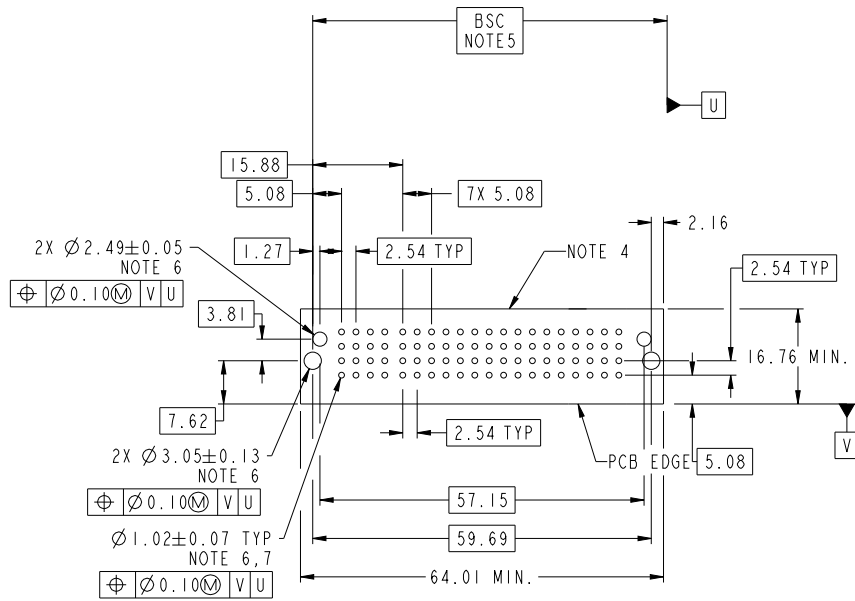 BSC
NOTE5
U
15.88
5.08
7X 5.08
2.16
2X Ø2.49±0.05
NOTE 6
1.27
2.54 TYP
NOTE 4
2.54 TYP
⌖ Ø0.10Ⓜ V U
3.81
16.76 MIN.
7.62
2.54 TYP
V
2X Ø3.05±0.13
NOTE 6
PCB EDGE
5.08
⌖ Ø0.10Ⓜ V U
57.15
Ø1.02±0.07 TYP
NOTE 6,7
59.69
⌖ Ø0.10Ⓜ V U
64.01 MIN.